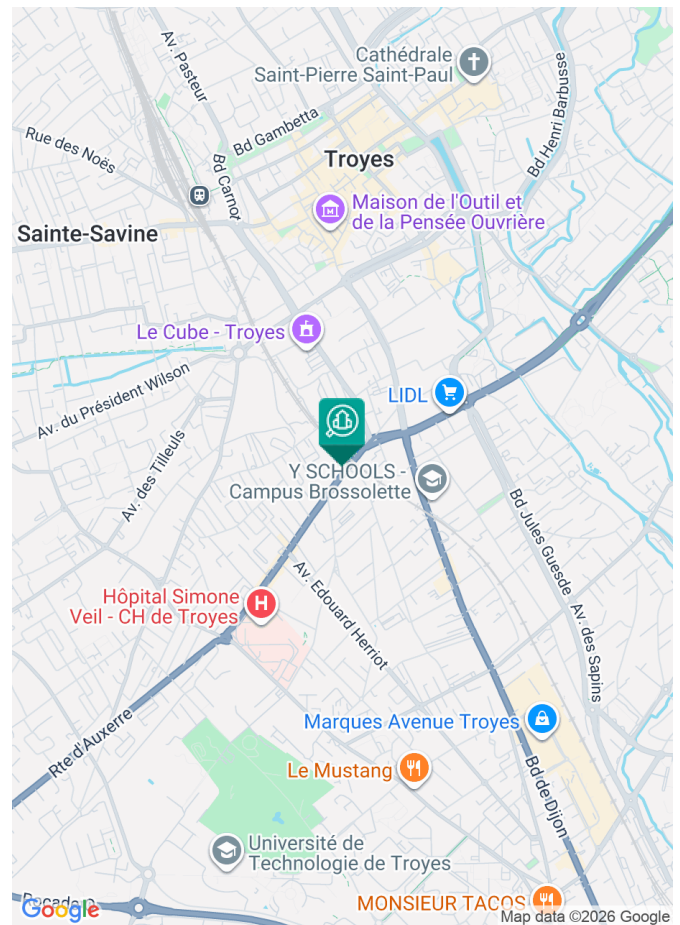 Av. Pasteur
Cathédrale
Saint-Pierre Saint-Paul
Bd Henri Barbusse
Bd Gambetta
Rue des Noës
Troyes
Bd Carnot
Maison de l'Outil et
de la Pensée Ouvrière
Sainte-Savine
Le Cube - Troyes
Av. du Président Wilson
LIDL
Av. des Tilleuls
Y SCHOOLS -
Campus Brossolette
Bd Jules Guesde
Av. Edouard Herriot
Hôpital Simone
Veil - CH de Troyes
H
Av. des Sapins
Rte d'Auxerre
Marques Avenue Troyes
Le Mustang
Bd de Dijon
Université de
Technologie de Troyes
MONSIEUR TACOS
Google
Map data ©2026 Google